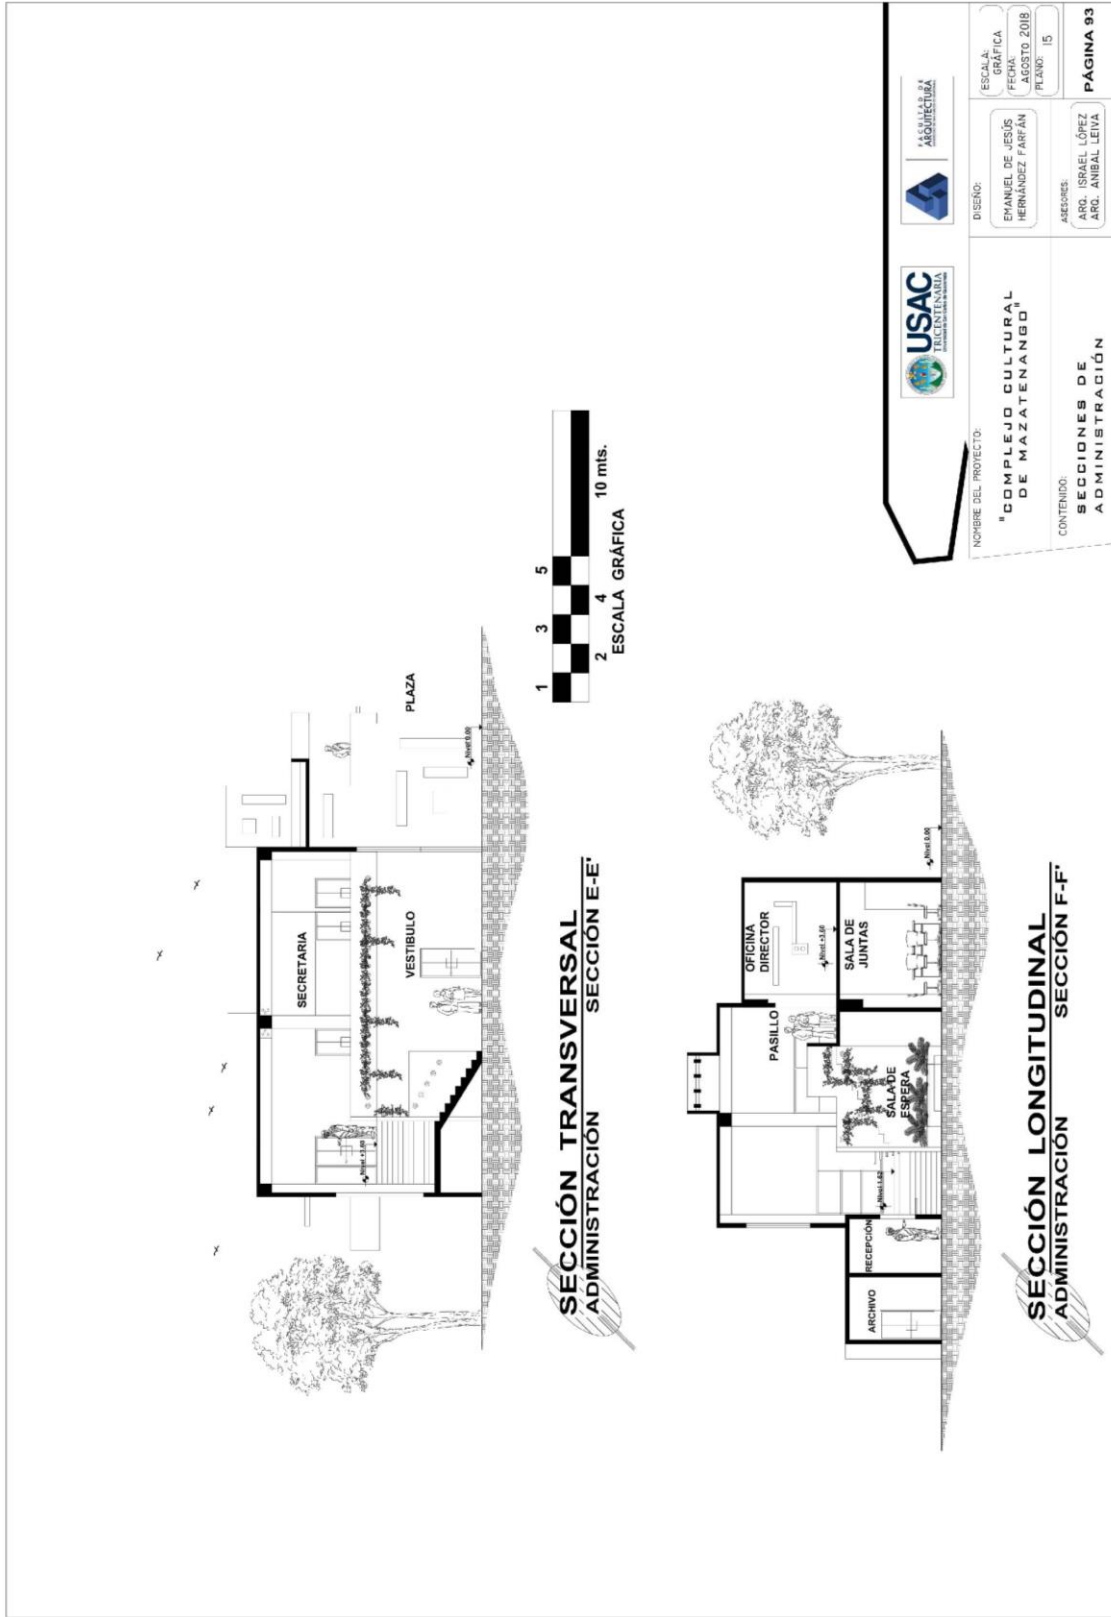 SECRETARIA
VESTIBULO
PLAZA
Nivel +3.60
Nivel 0.00
SECCIÓN TRANSVERSAL
ADMINISTRACIÓN SECCIÓN E-E'
1 3 5
2 4 10 mts.
ESCALA GRÁFICA
OFICINA
DIRECTOR
PASILLO
Nivel +3.60
SALA DE
JUNTAS
SALA DE
ESPERA
RECEPCIÓN
ARCHIVO
Nivel 0.00
SECCIÓN LONGITUDINAL
ADMINISTRACIÓN SECCIÓN F-F'
USAC
TRICENTENARIA
FACULTAD DE
ARQUITECTURA
NOMBRE DEL PROYECTO:
"COMPLEJO CULTURAL
DE MAZATENANGO"
CONTENIDO:
SECCIONES DE
ADMINISTRACIÓN
DISEÑO:
EMANUEL DE JESÚS
HERNÁNDEZ FARFÁN
ASESORES:
ARQ. ISRAEL LÓPEZ
ARQ. ANIBAL LEIVA
ESCALA:
GRÁFICA
FECHA:
AGOSTO 2018
PLANO: 15
PÁGINA 93